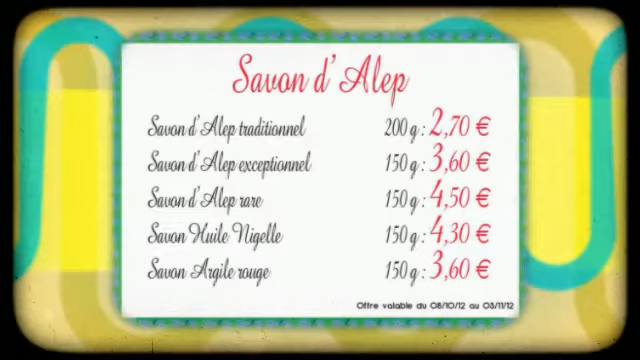 Savon d'Alep
Savon d'Alep traditionnel 200 g : 2,70 €
Savon d'Alep exceptionnel 150 g : 3,60 €
Savon d'Alep rare 150 g : 4,50 €
Savon Huile Nigelle 150 g : 4,30 €
Savon Argile rouge 150 g : 3,60 €
Offre valable du 08/10/12 au 03/11/12